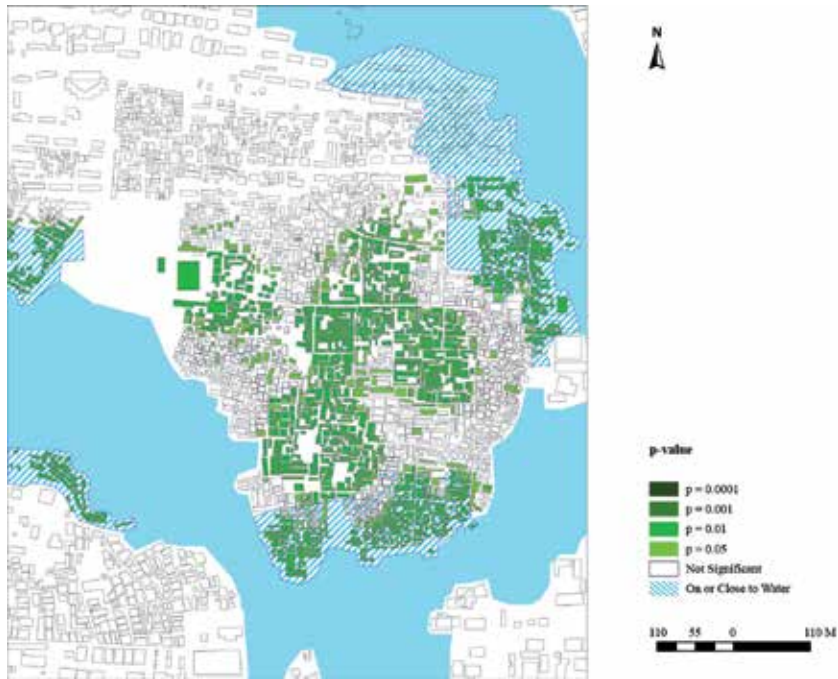 N
p-value
p = 0.0001
p = 0.001
p = 0.01
p = 0.05
Not Significant
On or Close to Water
110 55 0 110 M